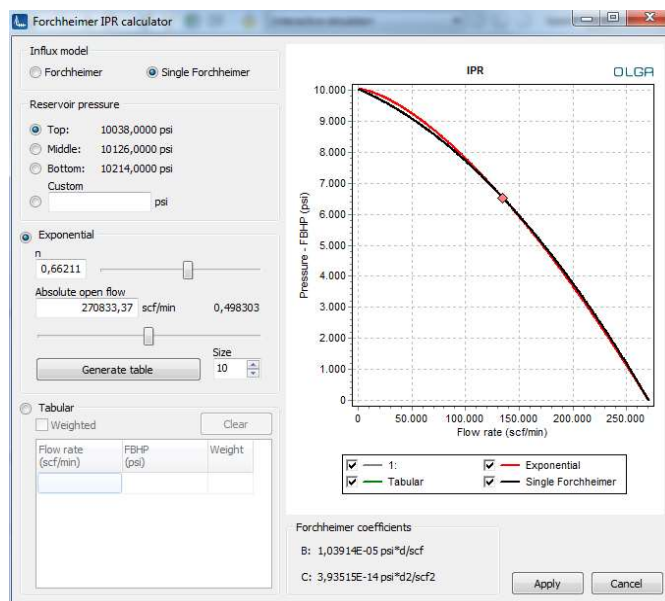 Forchheimer IPR calculator
Influx model
Forchheimer
Single Forchheimer
Reservoir pressure
Top: 10038,0000 psi
Middle: 10126,0000 psi
Bottom: 10214,0000 psi
Custom
psi
Exponential
n
0,66211
Absolute open flow
270833,37 scf/min 0,498303
Size
Generate table
10
Tabular
Weighted
Clear
Flow rate (scf/min)
FBHP (psi)
Weight
IPR
OLGA
Pressure - FBHP (psi)
10.000
9.000
8.000
7.000
6.000
5.000
4.000
3.000
2.000
1.000
0
0 50.000 100.000 150.000 200.000 250.000
Flow rate (scf/min)
1: Exponential
Tabular Single Forchheimer
Forchheimer coefficients
B: 1,03914E-05 psi*d/scf
C: 3,93515E-14 psi*d2/scf2
Apply
Cancel